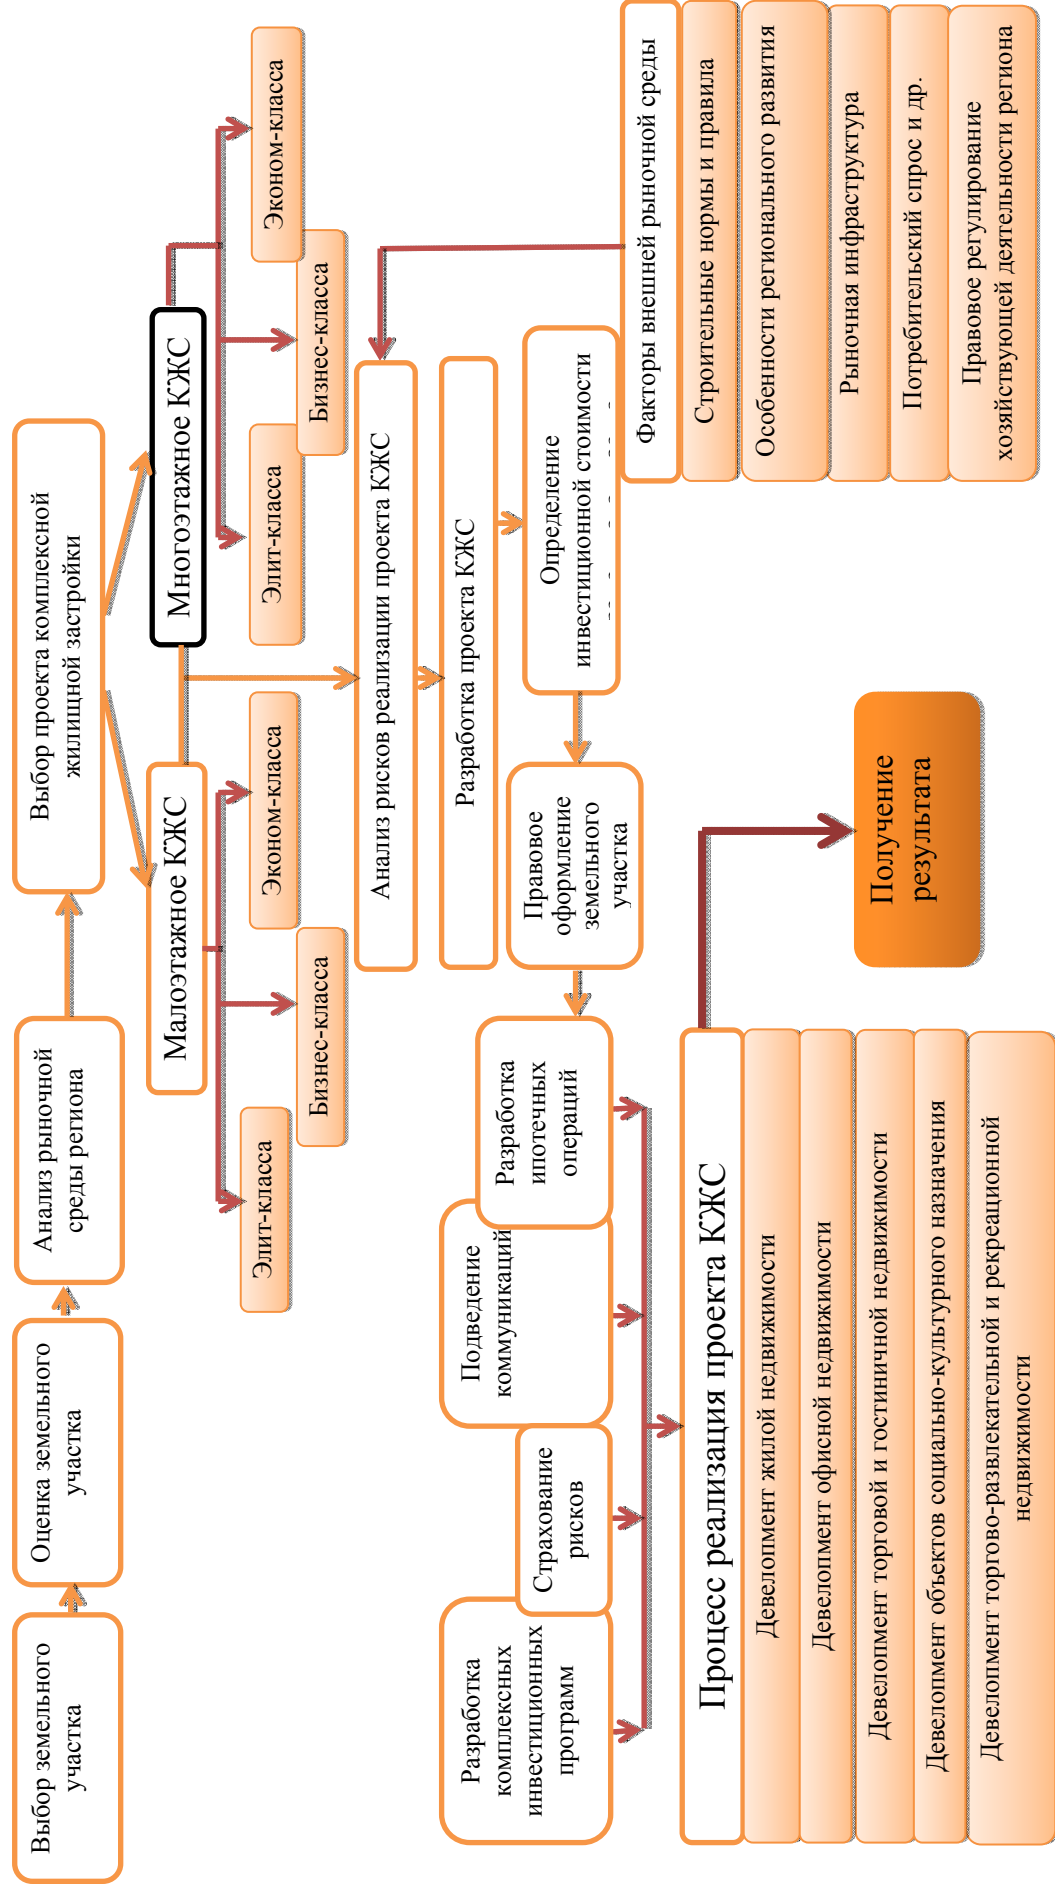 Выбор земельного
участка
Оценка земельного
участка
Анализ рыночной
среды региона
Выбор проекта комплексной
жилищной застройки
Малоэтажное КЖС
Многоэтажное КЖС
Элит-класса
Бизнес-класса
Эконом-класса
Элит-класса
Бизнес-класса
Эконом-класса
Анализ рисков реализации проекта КЖС
Разработка проекта КЖС
Определение
инвестиционной стоимости
Правовое
оформление
земельного
участка
Разработка
ипотечных
операций
Подведение
коммуникаций
Страхование
рисков
Разработка
комплексных
инвестиционных
программ
Процесс реализация проекта КЖС
Девелопмент жилой недвижимости
Девелопмент офисной недвижимости
Девелопмент торговой и гостиничной недвижимости
Девелопмент объектов социально-культурного назначения
Девелопмент торгово-развлекательной и рекреационной
недвижимости
Получение
результата
Факторы внешней рыночной среды
Строительные нормы и правила
Особенности регионального развития
Рыночная инфраструктура
Потребительский спрос и др.
Правовое регулирование
хозяйствующей деятельности региона